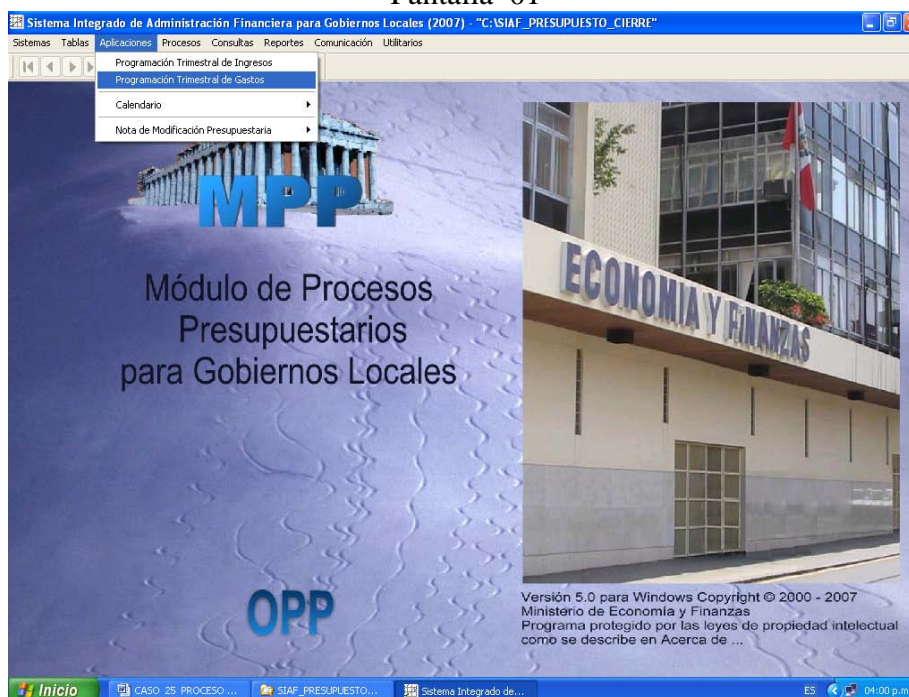 Pantalla 01
Sistema Integrado de Administración Financiera para Gobiernos Locales (2007) - "C:\SIAF_PRESUPUESTO_CIERRE"
Sistemas Tablas Aplicaciones Procesos Consultas Reportes Comunicación Utilitarios
Programación Trimestral de Ingresos
Programación Trimestral de Gastos
Calendario
Nota de Modificación Presupuestaria
MPP
Módulo de Procesos
Presupuestarios
para Gobiernos Locales
ECONOMIA Y FINANZAS
OPP
Versión 5.0 para Windows Copyright © 2000 - 2007
Ministerio de Economía y Finanzas
Programa protegido por las leyes de propiedad intelectual
como se describe en Acerca de ...
Inicio
CASO 25 PROCESO ...
SIAF_PRESUPUESTO...
Sistema Integrado de...
ES
04:00 p.m.